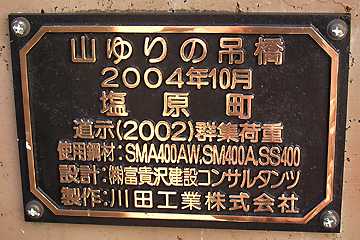 山ゆりの吊橋
2004年10月
塩原町
道示(2002)群集荷重
使用鋼材:SMA400AW,SM400A,SS400
設計:㈱富貴沢建設コンサルタンツ
製作:川田工業株式会社